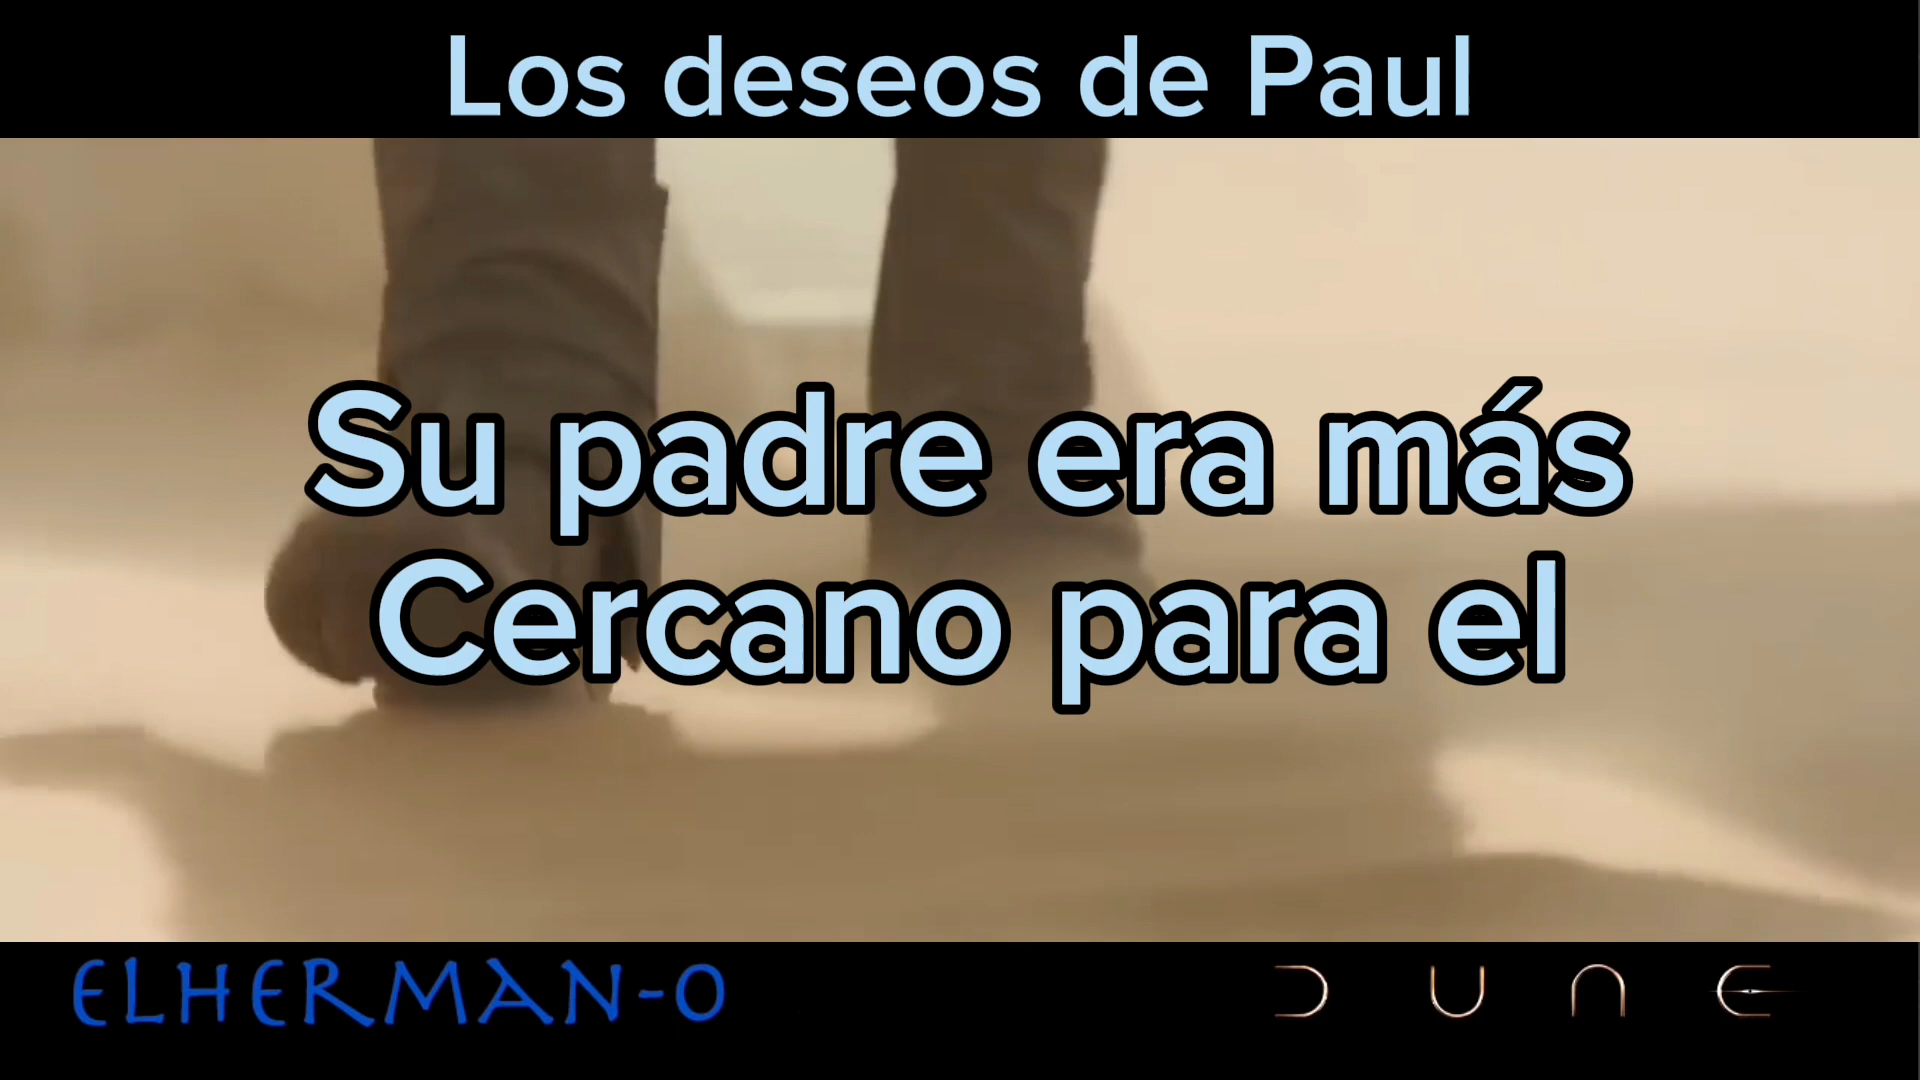 Los deseos de Paul
Su padre era más
Cercano para el
ELHERMAN-O
DUNE